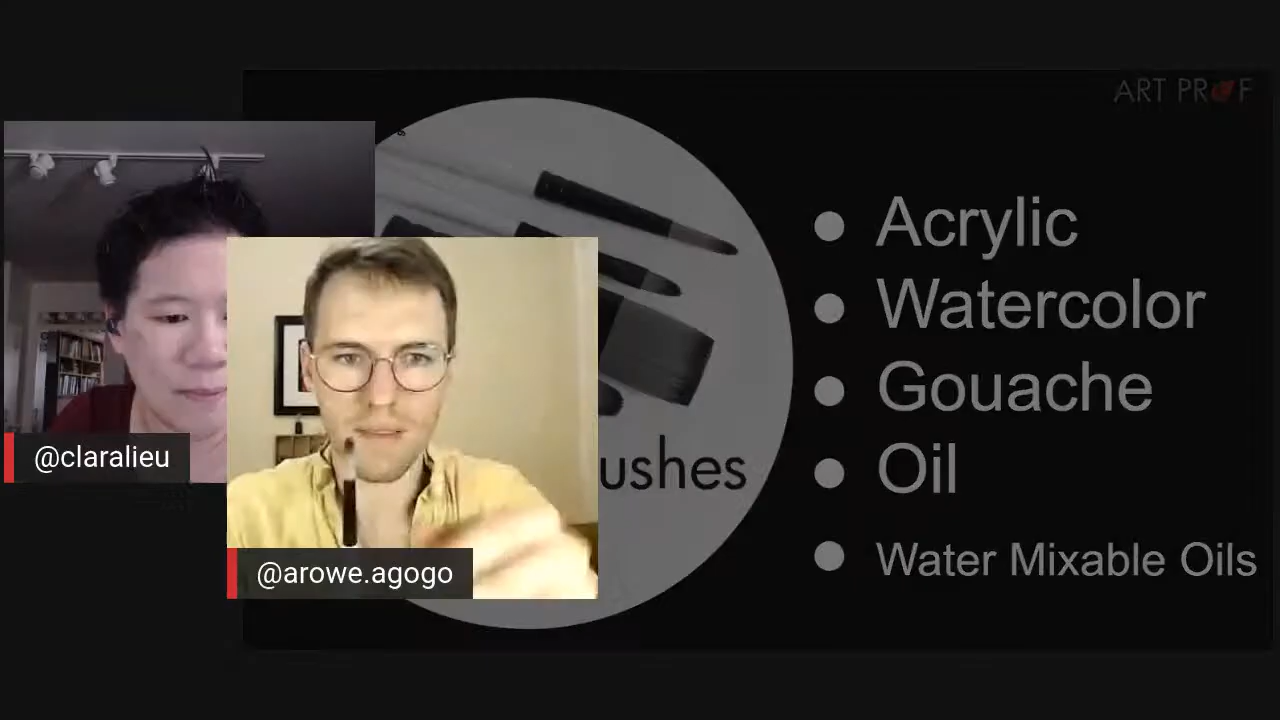 ART PROF
Acrylic
Watercolor
Gouache
Oil
Water Mixable Oils
ushes
@claralieu
@arowe.agogo